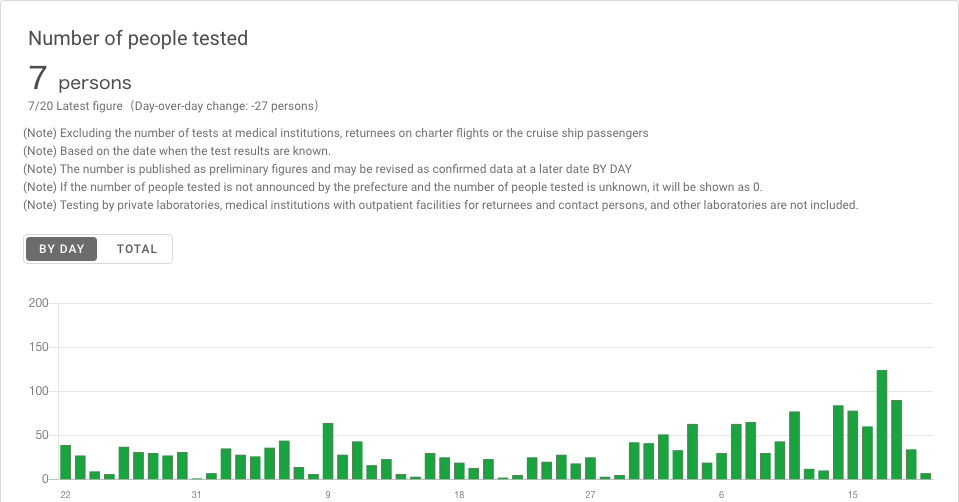 Number of people tested
7 persons
7/20 Latest figure（Day-over-day change: -27 persons）
(Note) Excluding the number of tests at medical institutions, returnees on charter flights or the cruise ship passengers
(Note) Based on the date when the test results are known.
(Note) The number is published as preliminary figures and may be revised as confirmed data at a later date BY DAY
(Note) If the number of people tested is not announced by the prefecture and the number of people tested is unknown, it will be shown as 0.
(Note) Testing by private laboratories, medical institutions with outpatient facilities for returnees and contact persons, and other laboratories are not included.
BY DAY TOTAL
200
150
100
50
0
22 31 9 18 27 6 15